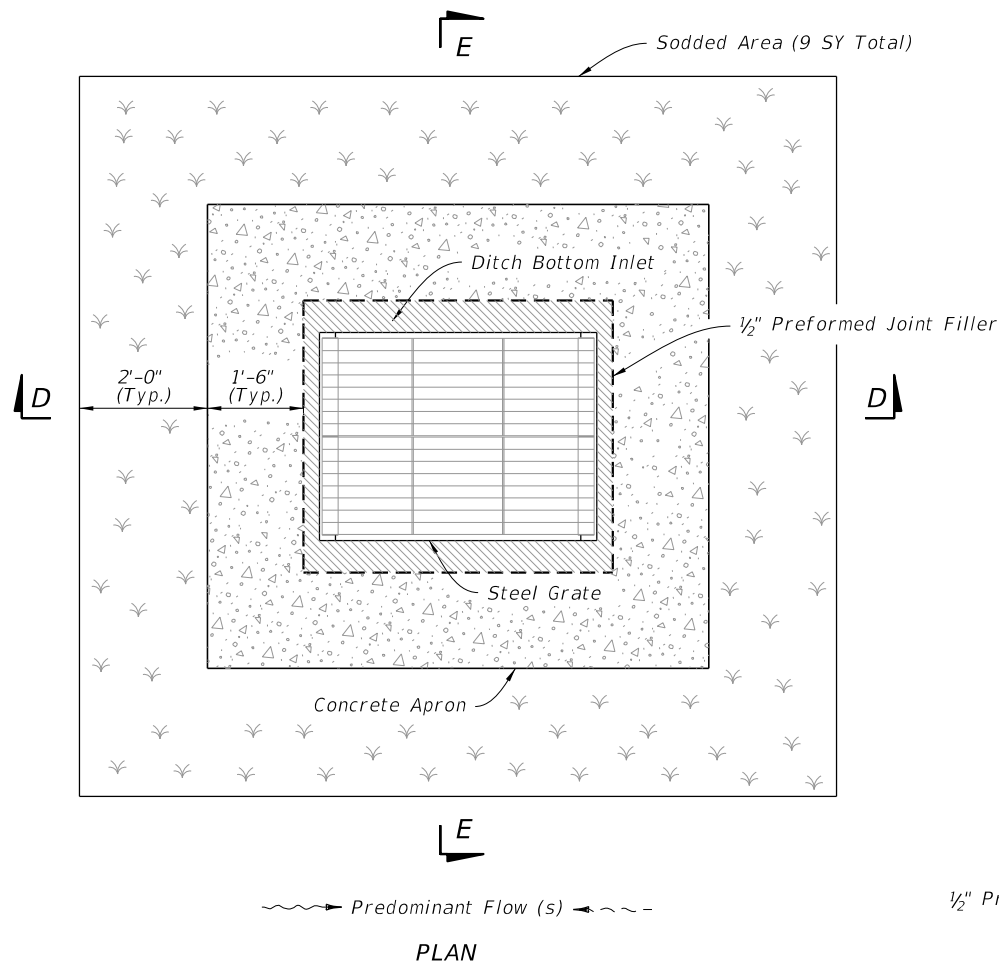 E
Sodded Area (9 SY Total)
Ditch Bottom Inlet
½" Preformed Joint Filler
2'-0"
(Typ.)
1'-6"
(Typ.)
D
D
Steel Grate
Concrete Apron
E
Predominant Flow (s)
½" Pr
PLAN